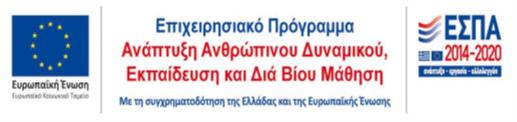 Ευρωπαϊκή Ένωση
Ευρωπαϊκό Κοινωνικό Ταμείο
Επιχειρησιακό Πρόγραμμα
Ανάπτυξη Ανθρώπινου Δυναμικού,
Εκπαίδευση και Διά Βίου Μάθηση
Με τη συγχρηματοδότηση της Ελλάδας και της Ευρωπαϊκής Ένωσης
ΕΣΠΑ
2014-2020
ανάπτυξη - εργασία - αλληλεγγύη